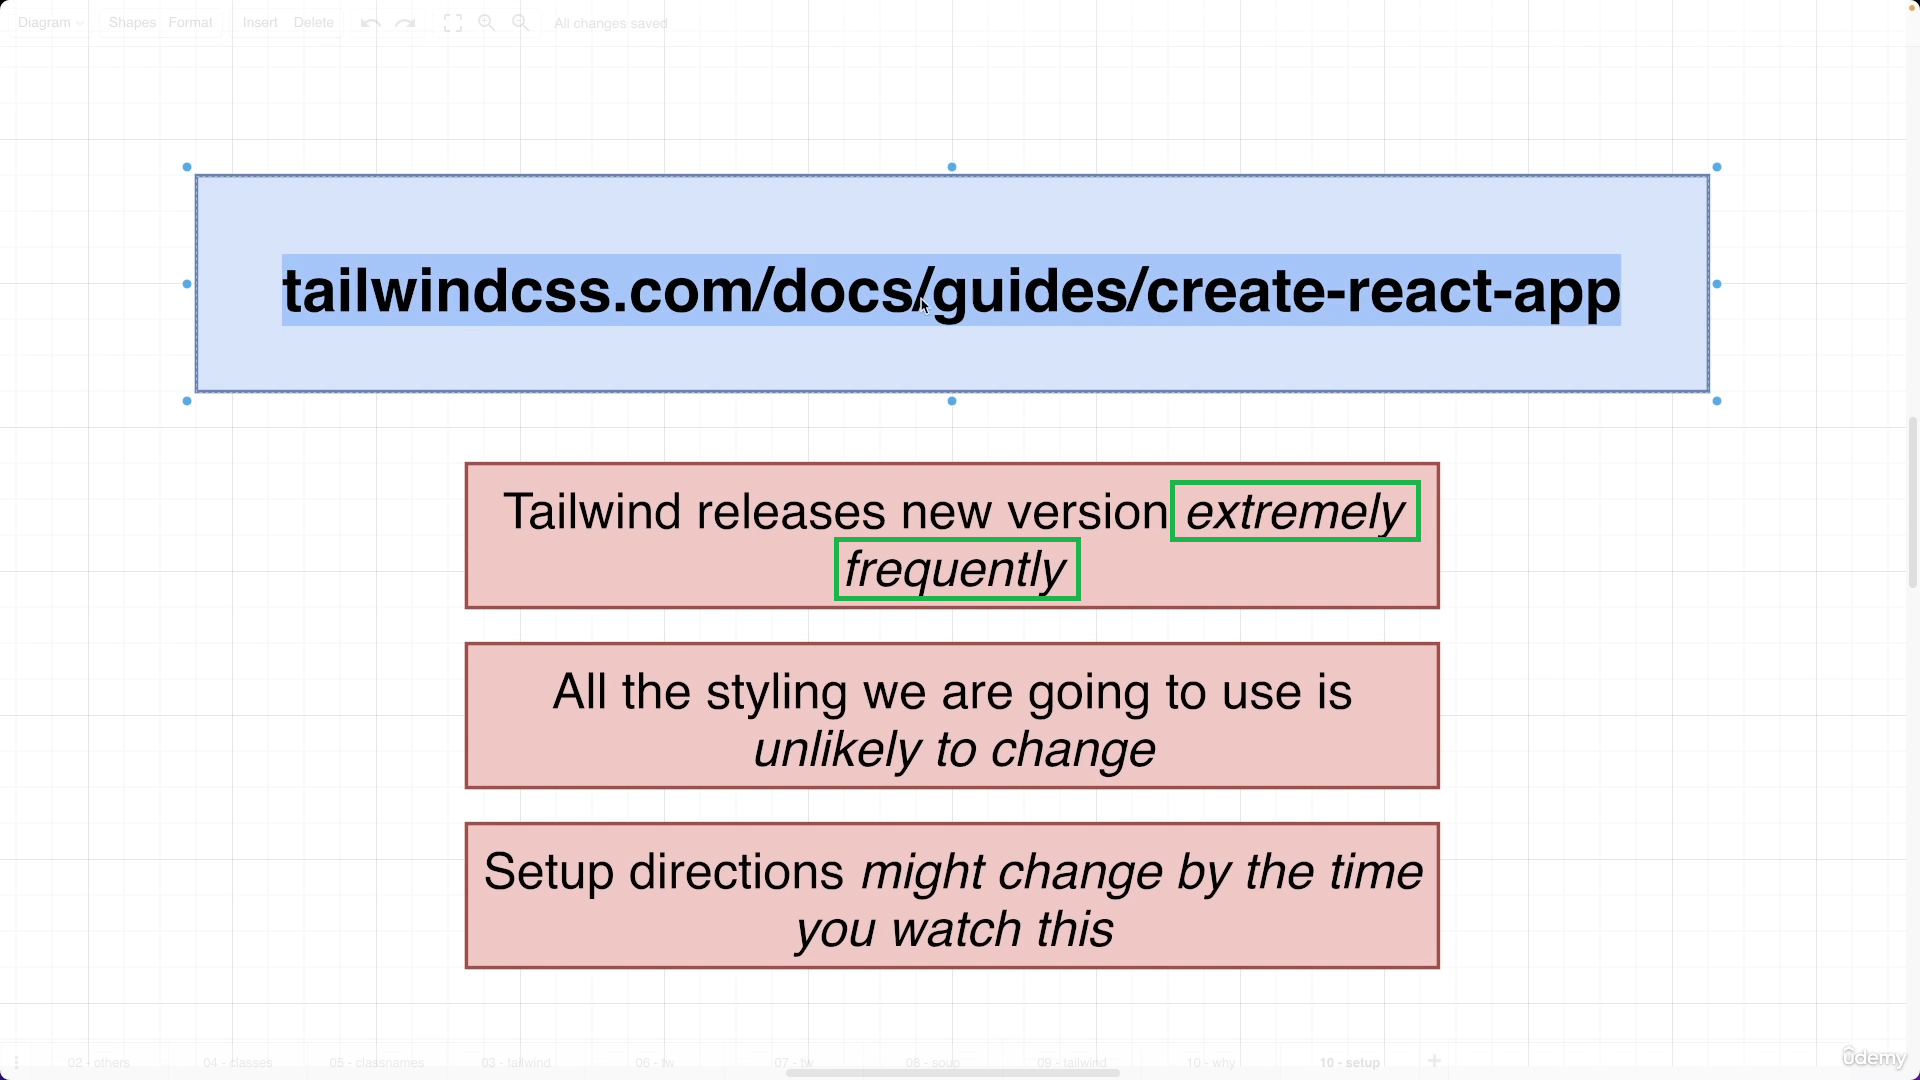 Diagram Shapes Format Insert Delete All changes saved
tailwindcss.com/docs/guides/create-react-app
Tailwind releases new version extremely
frequently
All the styling we are going to use is
unlikely to change
Setup directions might change by the time
you watch this
02 - others 04 - classes 05 - classnames 03 - tailwind 06 - tw 07 - tw 08 - soup 09 - tailwind 10 - why 10 - setup
ûdemy